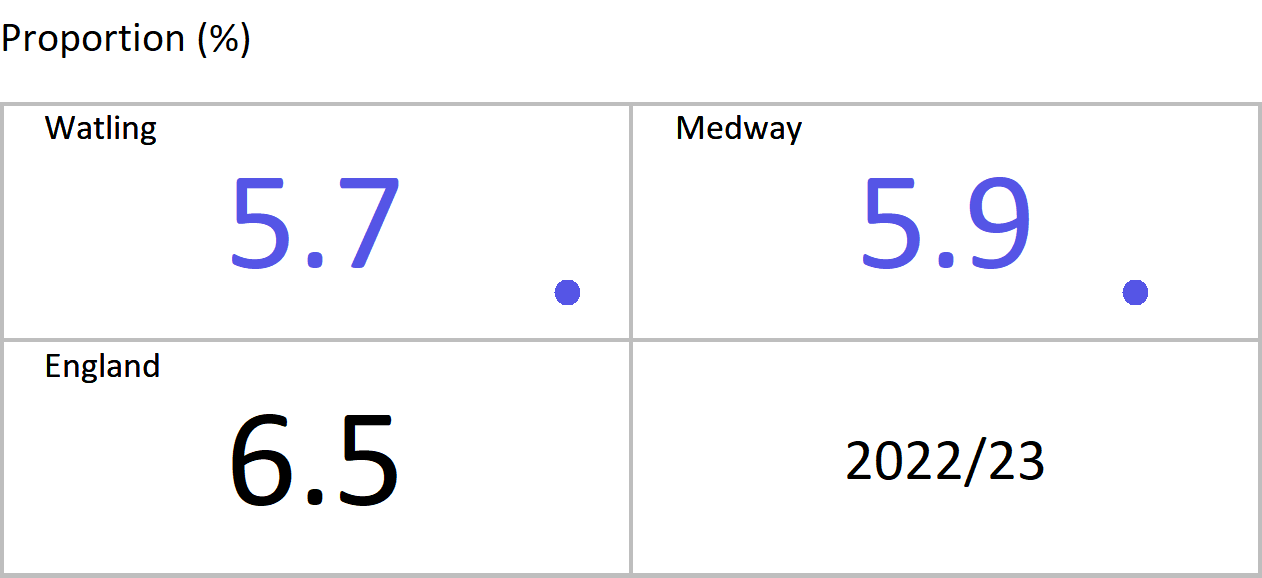 Proportion (%)
Watling
5.7
Medway
5.9
England
6.5
2022/23